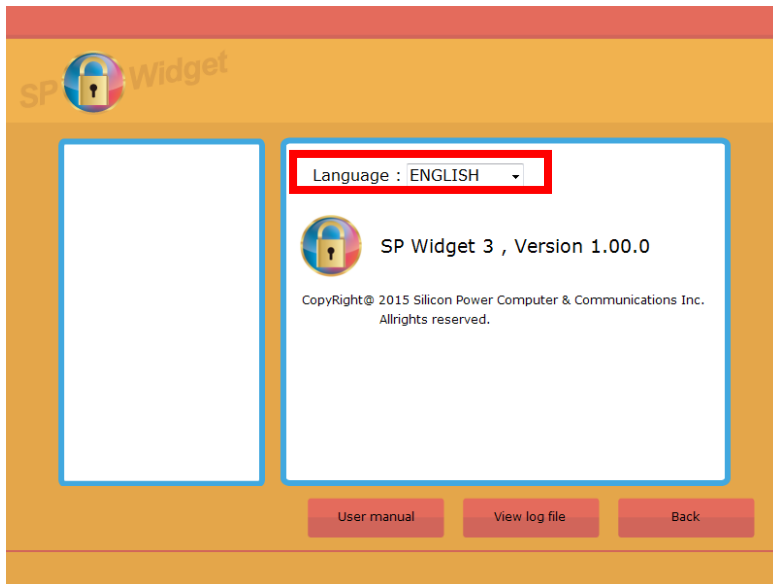 SP Widget
Language : ENGLISH
SP Widget 3 , Version 1.00.0
CopyRight@ 2015 Silicon Power Computer & Communications Inc.
Allrights reserved.
User manual
View log file
Back